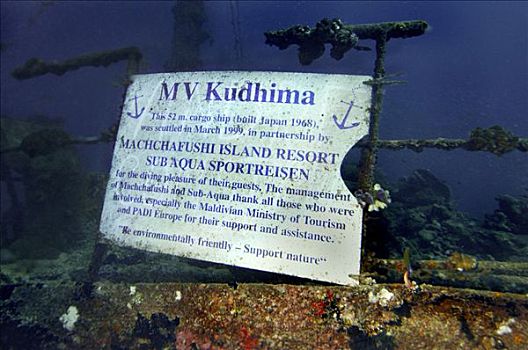 MV Kudhima
This 52 m. cargo ship (built Japan 1968),
was scuttled in March 1999, in partnership by
MACHCHAFUSHI ISLAND RESORT
SUB AQUA SPORTREISEN
for the diving pleasure of their guests. The management
of Machchafushi and Sub-Aqua thank all those who were
involved, especially the Maldivian Ministry of Tourism
and PADI Europe for their support and assistance.
"Be environmentally friendly – Support nature"